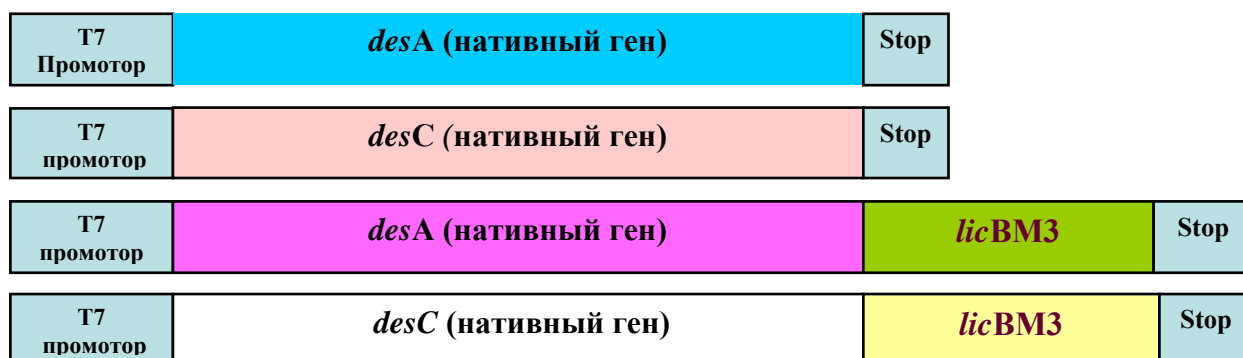 T7
Промотор
desA (нативный ген)
Stop
T7
промотор
desC (нативный ген)
Stop
T7
промотор
desA (нативный ген)
licBM3
Stop
T7
промотор
desC (нативный ген)
licBM3
Stop